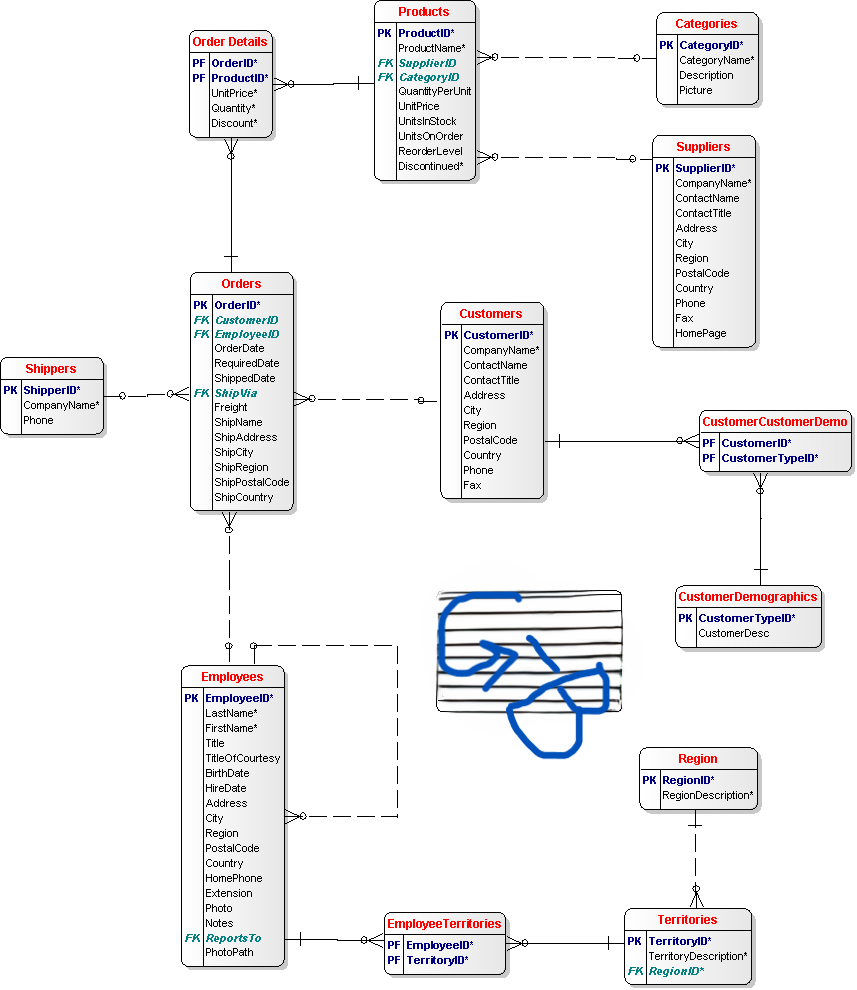 Products
PK ProductID*
ProductName*
FK SupplierID
FK CategoryID
QuantityPerUnit
UnitPrice
UnitsInStock
UnitsOnOrder
ReorderLevel
Discontinued*
Categories
PK CategoryID*
CategoryName*
Description
Picture
Order Details
PF OrderID*
PF ProductID*
UnitPrice*
Quantity*
Discount*
Suppliers
PK SupplierID*
CompanyName*
ContactName
ContactTitle
Address
City
Region
PostalCode
Country
Phone
Fax
HomePage
Orders
PK OrderID*
FK CustomerID
FK EmployeeID
OrderDate
RequiredDate
ShippedDate
FK ShipVia
Freight
ShipName
ShipAddress
ShipCity
ShipRegion
ShipPostalCode
ShipCountry
Customers
PK CustomerID*
CompanyName*
ContactName
ContactTitle
Address
City
Region
PostalCode
Country
Phone
Fax
Shippers
PK ShipperID*
CompanyName*
Phone
CustomerCustomerDemo
PF CustomerID*
PF CustomerTypeID*
CustomerDemographics
PK CustomerTypeID*
CustomerDesc
Employees
PK EmployeeID*
LastName*
FirstName*
Title
TitleOfCourtesy
BirthDate
HireDate
Address
City
Region
PostalCode
Country
HomePhone
Extension
Photo
Notes
FK ReportsTo
PhotoPath
Region
PK RegionID*
RegionDescription*
EmployeeTerritories
PF EmployeeID*
PF TerritoryID*
Territories
PK TerritoryID*
TerritoryDescription*
FK RegionID*